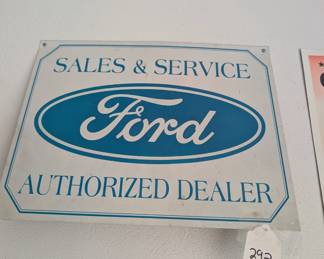 SALES & SERVICE
Ford
AUTHORIZED DEALER
292